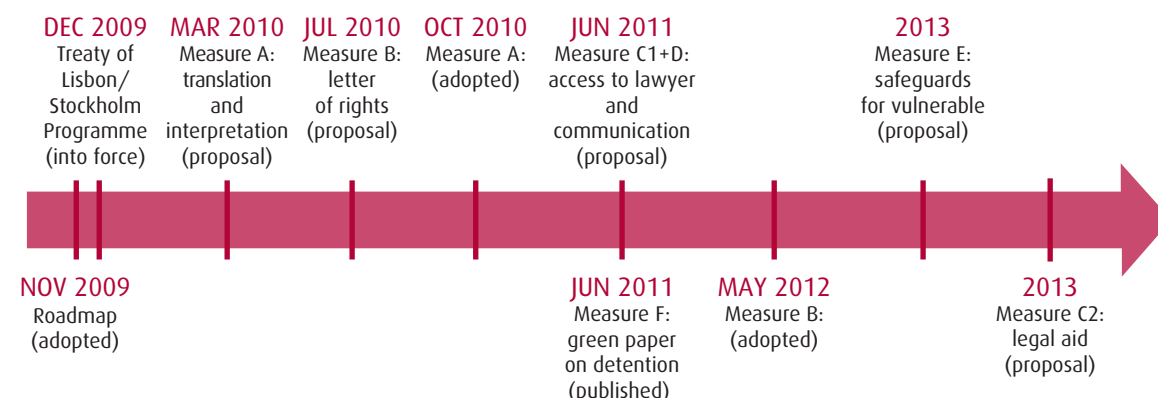 DEC 2009
Treaty of
Lisbon/
Stockholm
Programme
(into force)
MAR 2010
Measure A:
translation
and
interpretation
(proposal)
JUL 2010
Measure B:
letter
of rights
(proposal)
OCT 2010
Measure A:
(adopted)
JUN 2011
Measure C1+D:
access to lawyer
and
communication
(proposal)
2013
Measure E:
safeguards
for vulnerable
(proposal)
NOV 2009
Roadmap
(adopted)
JUN 2011
Measure F:
green paper
on detention
(published)
MAY 2012
Measure B:
(adopted)
2013
Measure C2:
legal aid
(proposal)